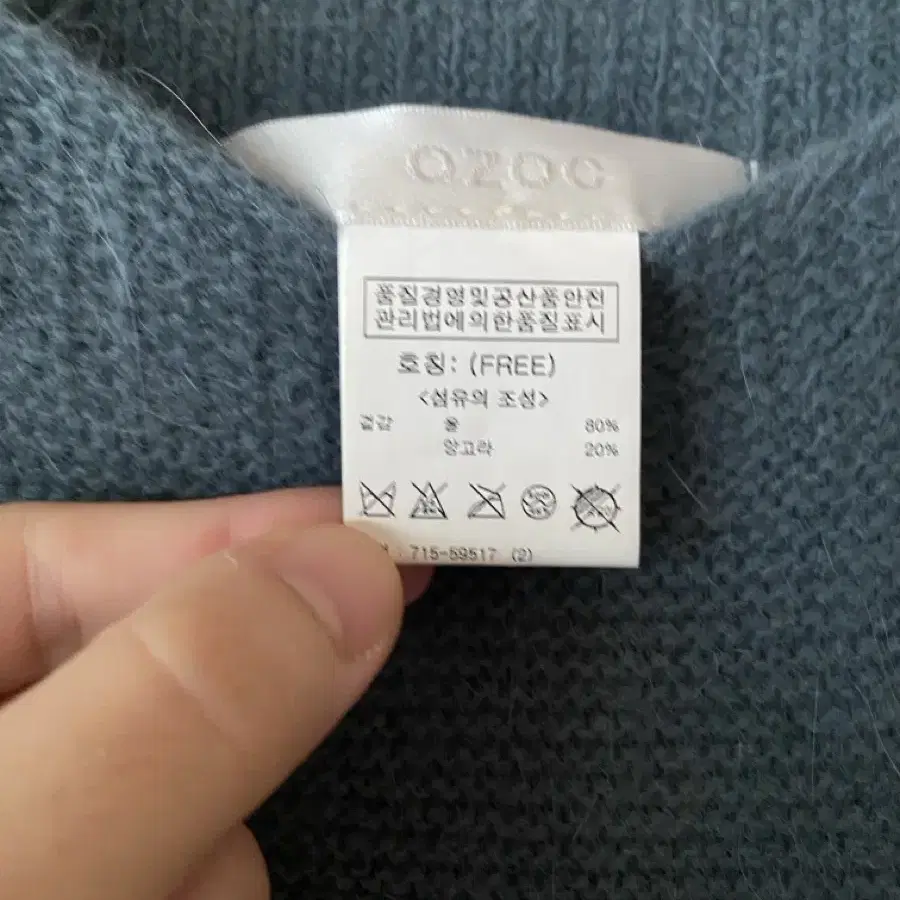 OZOC
품질경영및공산품안전
관리법에의한품질표시
호칭: (FREE)
<섬유의 조성>
겉감 울 80%
앙고라 20%
: 715-59517 (2)